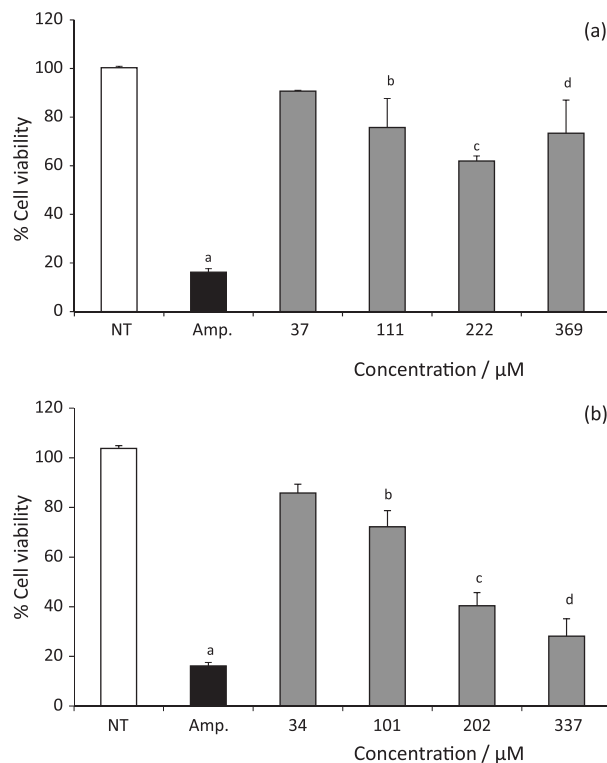 120
(a)
100
b
d
80
c
60
% Cell viability
40
a
20
0
NT Amp. 37 111 222 369
Concentration / µM
120
(b)
100
b
80
60
% Cell viability
c
d
40
a
20
0
NT Amp. 34 101 202 337
Concentration / µM